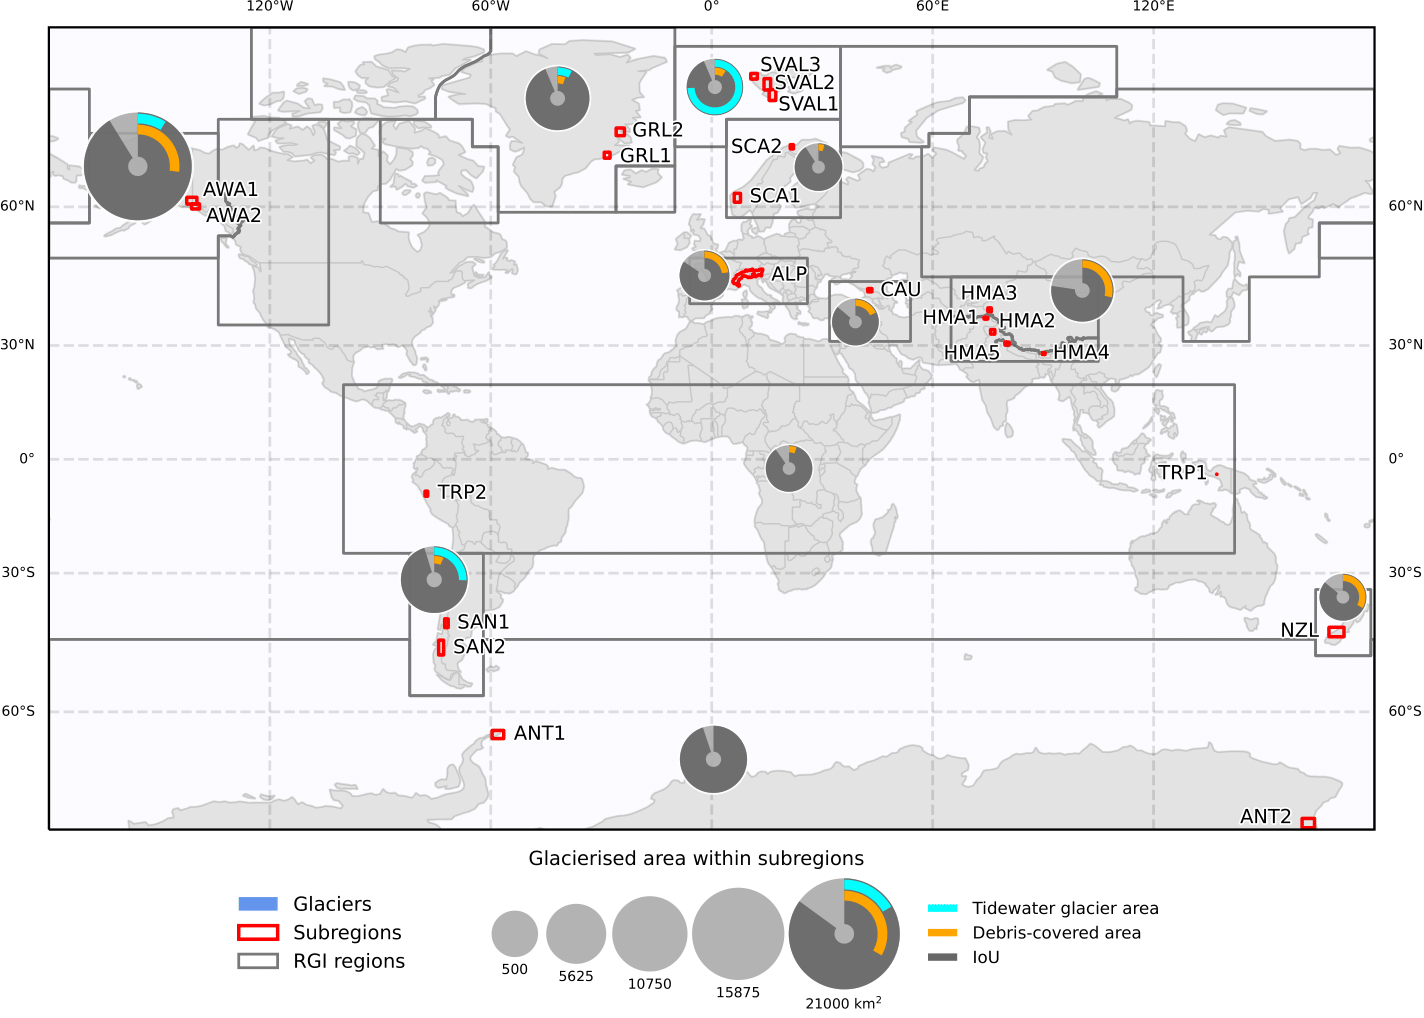 120°W 60°W 0° 60°E 120°E
SVAL3
SVAL2
SVAL1
GRL2
GRL1
SCA2
SCA1
AWA1
AWA2
60°N 60°N
ALP
CAU
HMA3
HMA1
HMA2
HMA5
HMA4
30°N 30°N
0° 0°
TRP1
TRP2
30°S 30°S
SAN1
SAN2
NZL
60°S 60°S
ANT1
ANT2
Glacierised area within subregions
Glaciers
Subregions
RGI regions
500
5625
10750
15875
21000 km²
Tidewater glacier area
Debris-covered area
IoU